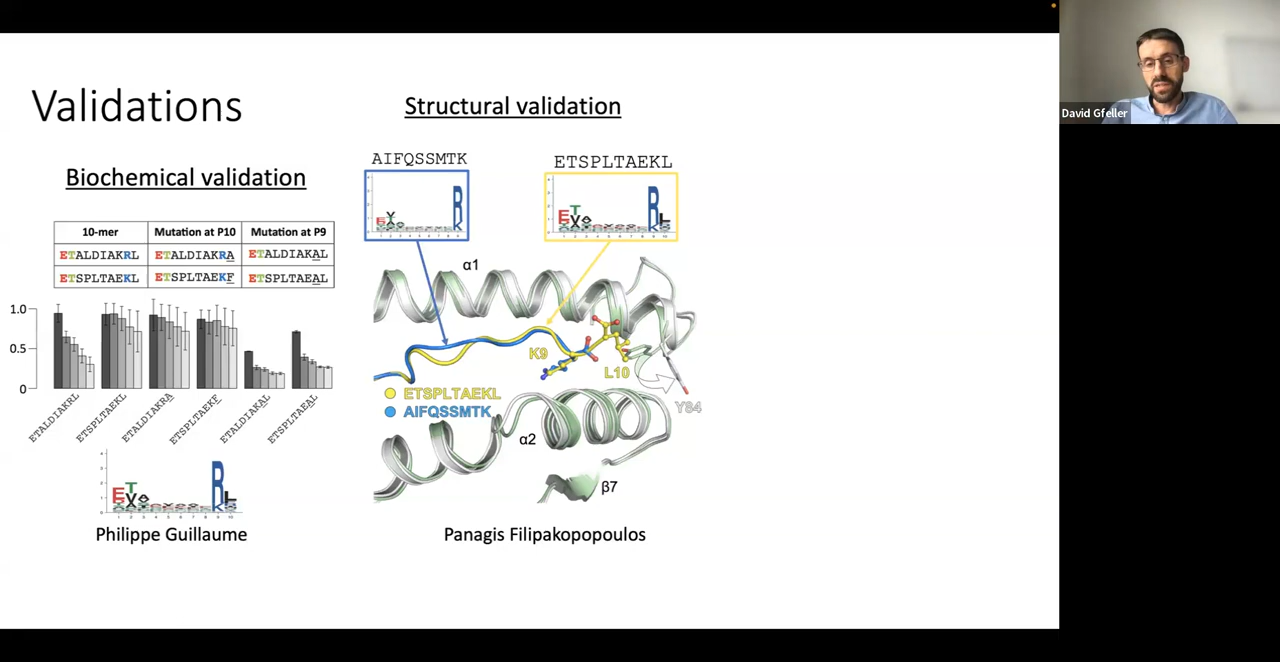 Validations
Structural validation
Biochemical validation
David Gfeller
AIFQSSMTK
ETSPLTAEKL
10-mer Mutation at P10 Mutation at P9
ETALDIAKRL ETALDIAKRA ETALDIAKAL
ETSPLTAEKL ETSPLTAEKF ETSPLTAEAL
1.0
0.5
0
ETALDIAKRL ETSPLTAEKL ETALDIAKRA ETSPLTAEKF ETALDIAKAL ETSPLTAEAL
α1
K9
L10
ETSPLTAEKL
AIFQSSMTK
Y84
α2
β7
Philippe Guillaume
Panagis Filipakopopoulos